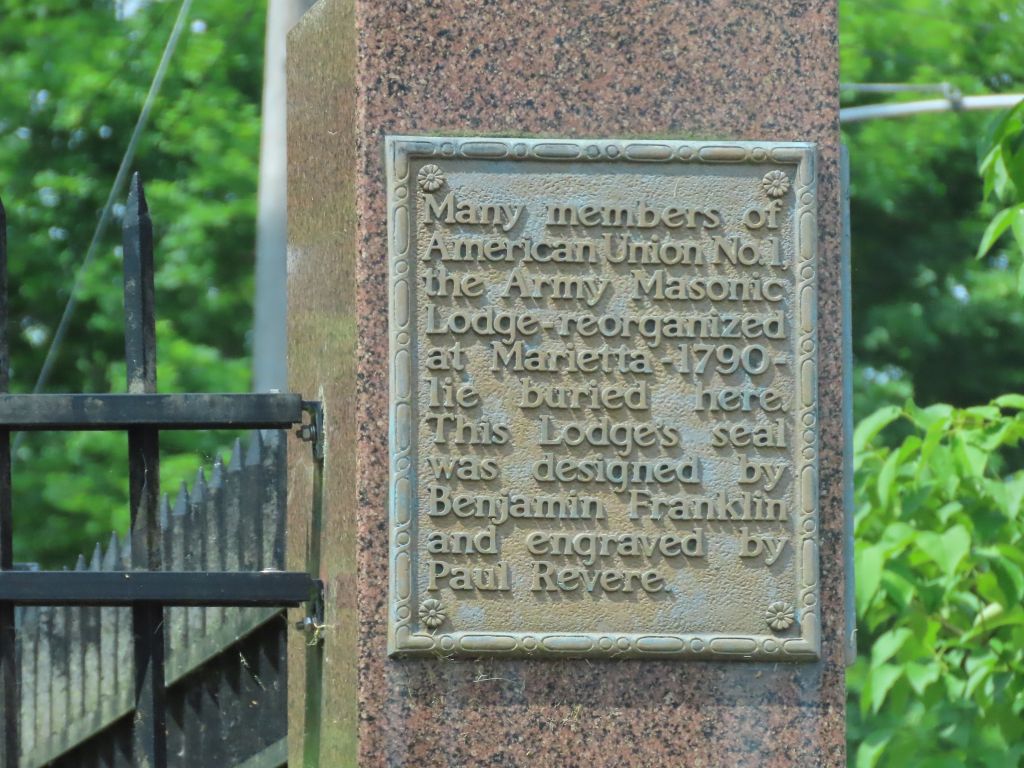 Many members of
American Union No. 1,
the Army Masonic
Lodge-reorganized
at Marietta-1790-
lie buried here.
This Lodge's seal
was designed by
Benjamin Franklin
and engraved by
Paul Revere.